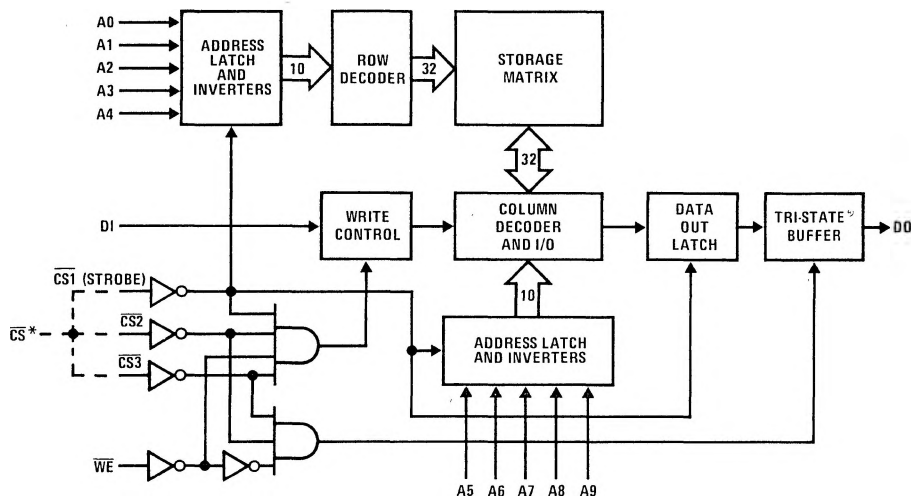 A0
A1
A2
A3
A4
ADDRESS
LATCH
AND
INVERTERS
10
ROW
DECODER
32
STORAGE
MATRIX
32
DI
WRITE
CONTROL
COLUMN
DECODER
AND I/O
DATA
OUT
LATCH
TRI-STATE
BUFFER
DO
CS1 (STROBE)
CS*
CS2
CS3
WE
10
ADDRESS LATCH
AND INVERTERS
A5 A6 A7 A8 A9